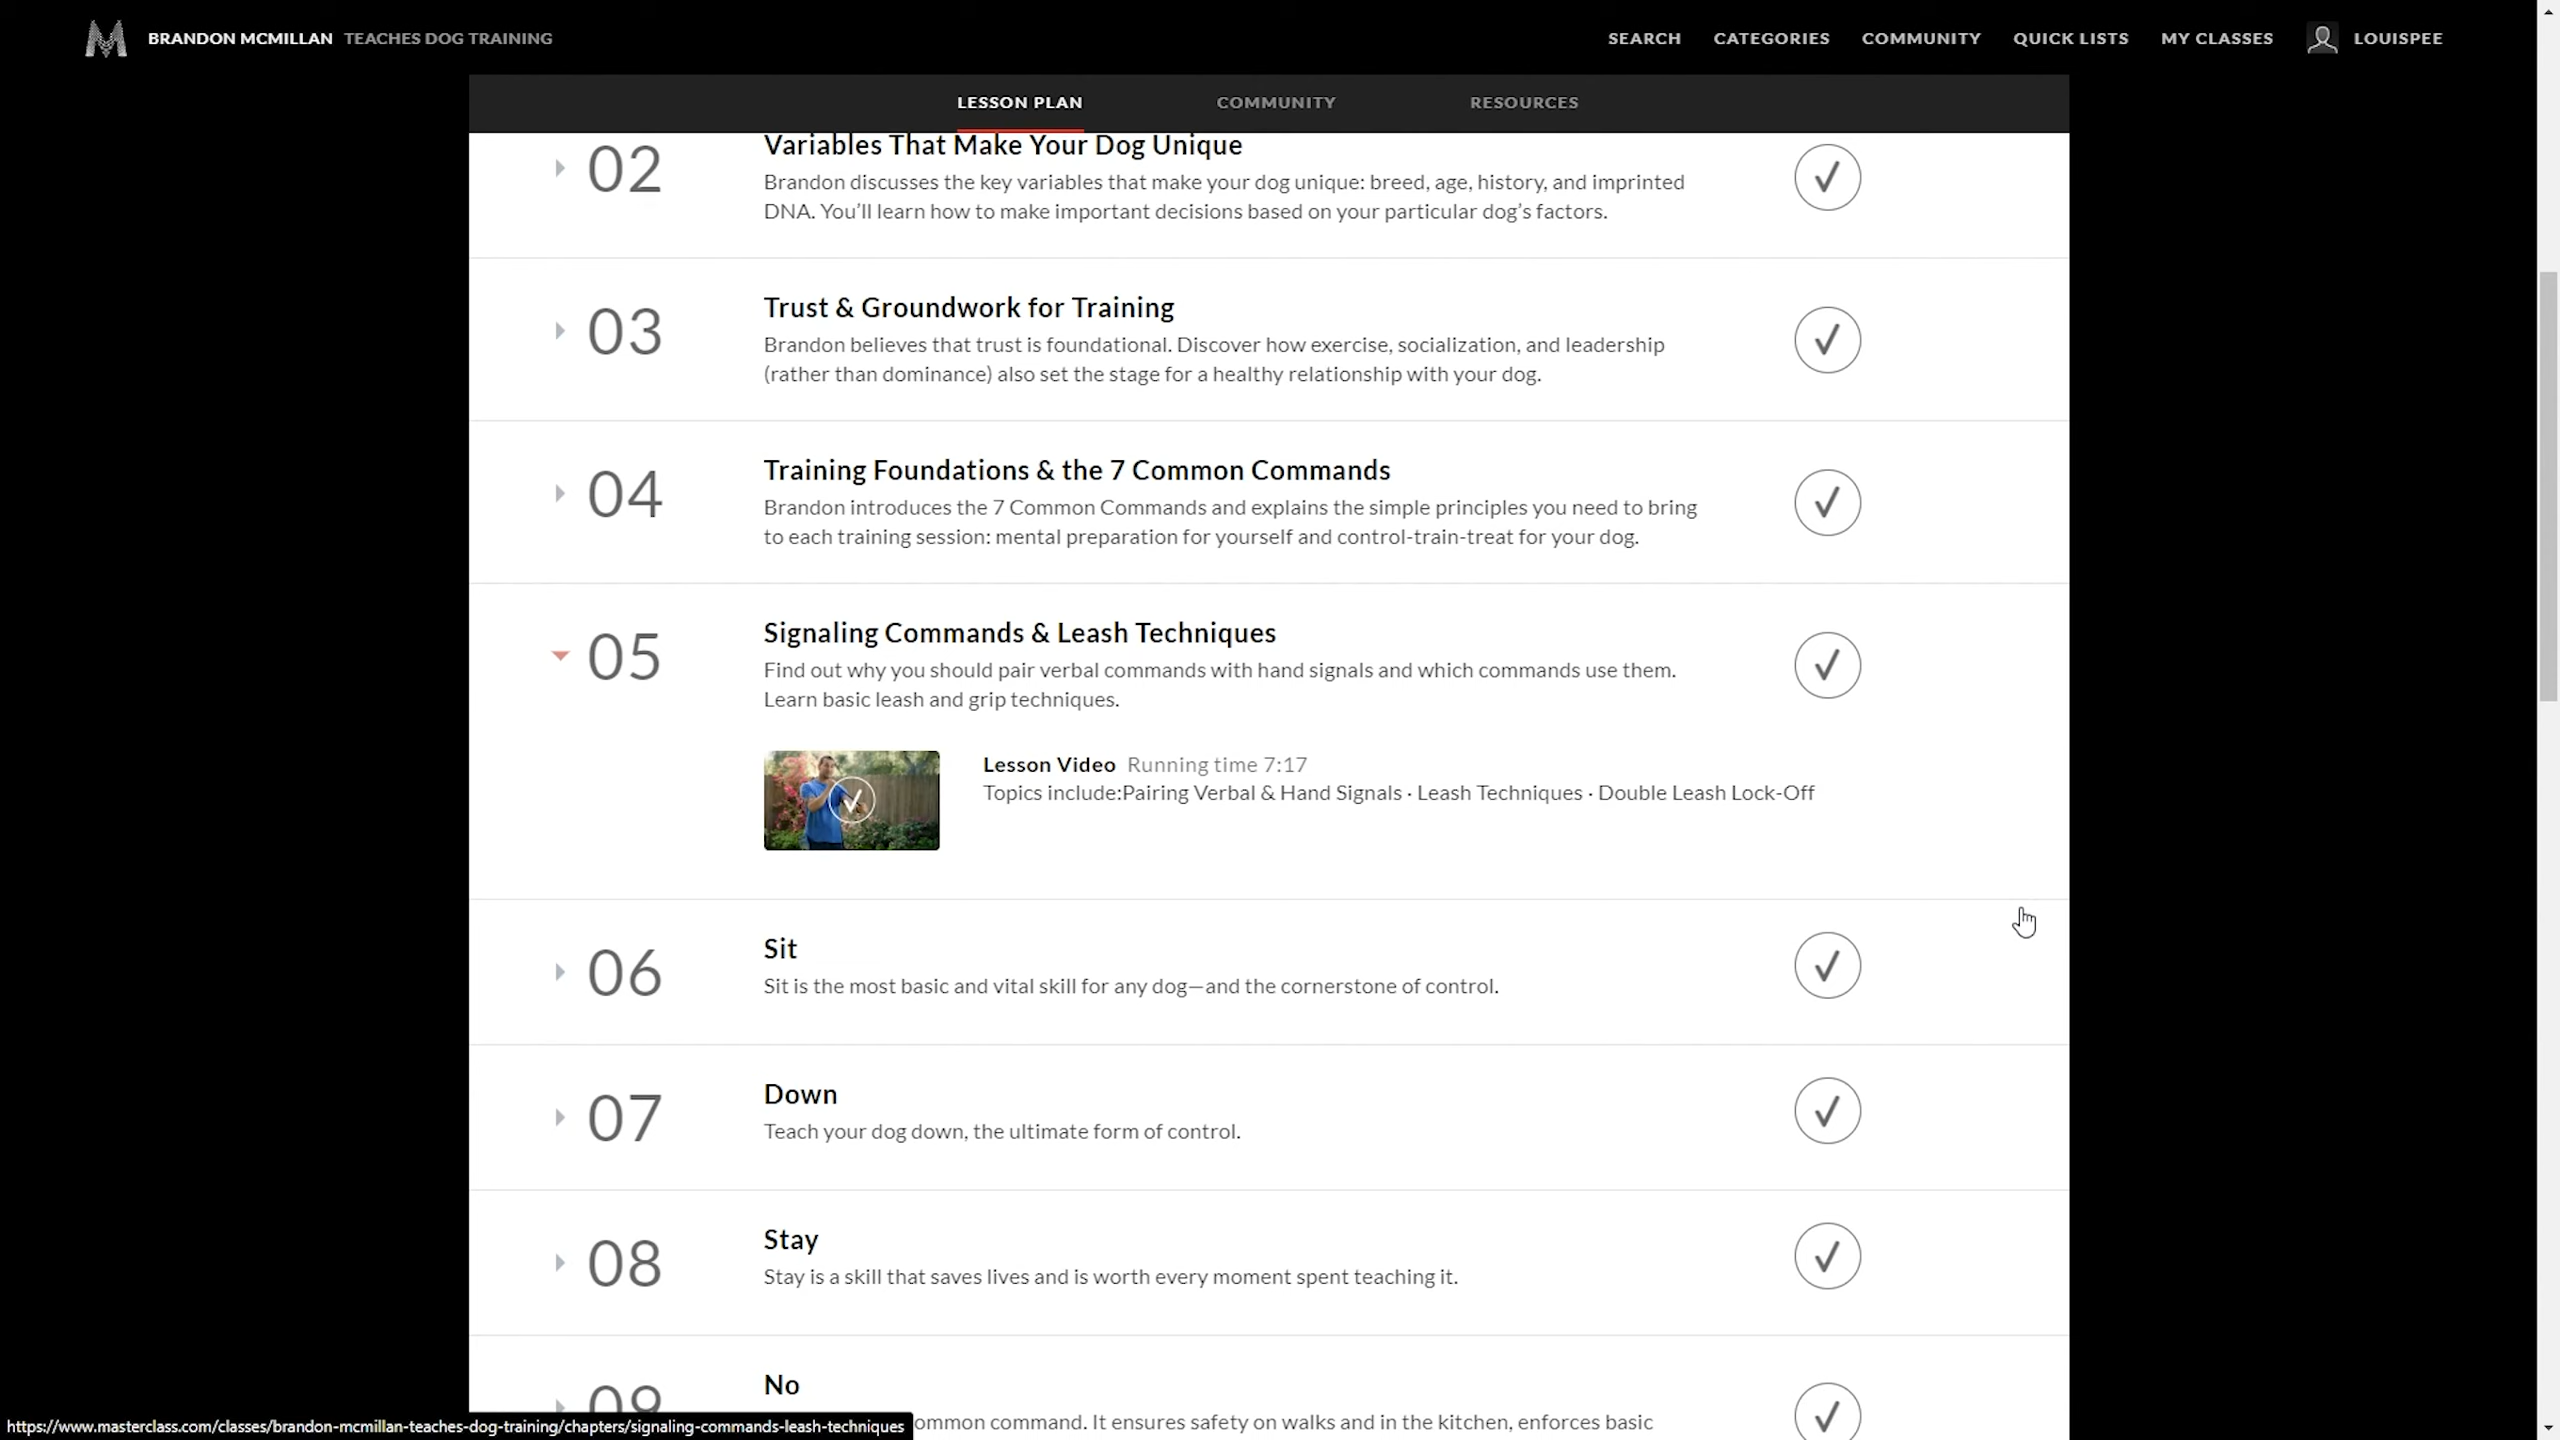 BRANDON MCMILLAN TEACHES DOG TRAINING
SEARCH CATEGORIES COMMUNITY QUICK LISTS MY CLASSES LOUISPEE
LESSON PLAN COMMUNITY RESOURCES
02
Variables That Make Your Dog Unique
Brandon discusses the key variables that make your dog unique: breed, age, history, and imprinted
DNA. You’ll learn how to make important decisions based on your particular dog’s factors.
03
Trust & Groundwork for Training
Brandon believes that trust is foundational. Discover how exercise, socialization, and leadership
(rather than dominance) also set the stage for a healthy relationship with your dog.
04
Training Foundations & the 7 Common Commands
Brandon introduces the 7 Common Commands and explains the simple principles you need to bring
to each training session: mental preparation for yourself and control-train-treat for your dog.
05
Signaling Commands & Leash Techniques
Find out why you should pair verbal commands with hand signals and which commands use them.
Learn basic leash and grip techniques.
Lesson Video Running time 7:17
Topics include:Pairing Verbal & Hand Signals · Leash Techniques · Double Leash Lock-Off
06
Sit
Sit is the most basic and vital skill for any dog—and the cornerstone of control.
07
Down
Teach your dog down, the ultimate form of control.
08
Stay
Stay is a skill that saves lives and is worth every moment spent teaching it.
09
No
ommon command. It ensures safety on walks and in the kitchen, enforces basic
https://www.masterclass.com/classes/brandon-mcmillan-teaches-dog-training/chapters/signaling-commands-leash-techniques